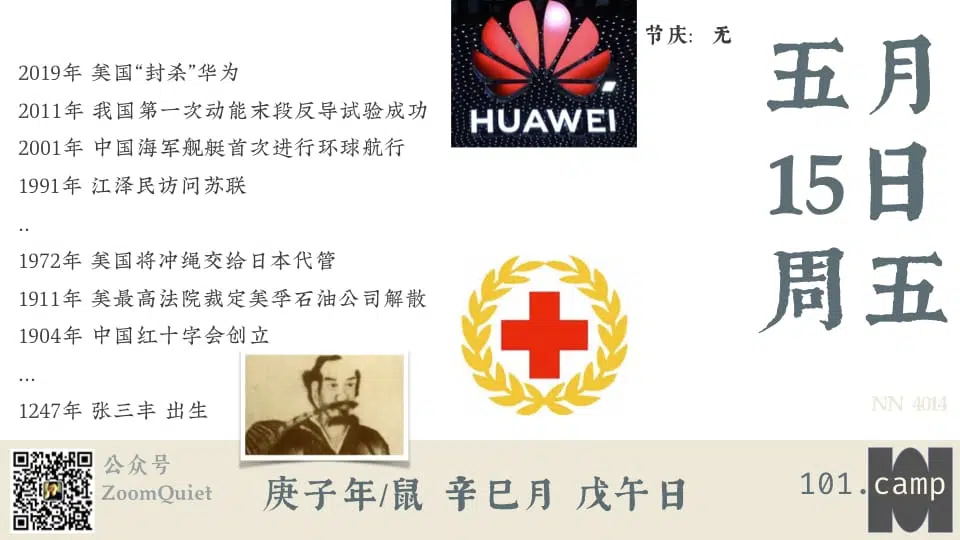 2019年 美国“封杀”华为
2011年 我国第一次动能末段反导试验成功
2001年 中国海军舰艇首次进行环球航行
1991年 江泽民访问苏联
..
1972年 美国将冲绳交给日本代管
1911年 美最高法院裁定美孚石油公司解散
1904年 中国红十字会创立
...
1247年 张三丰 出生
HUAWEI
节庆: 无
五月
15日
周五
NN 4014
公众号
ZoomQuiet
庚子年/鼠 辛巳月 戊午日
101.camp